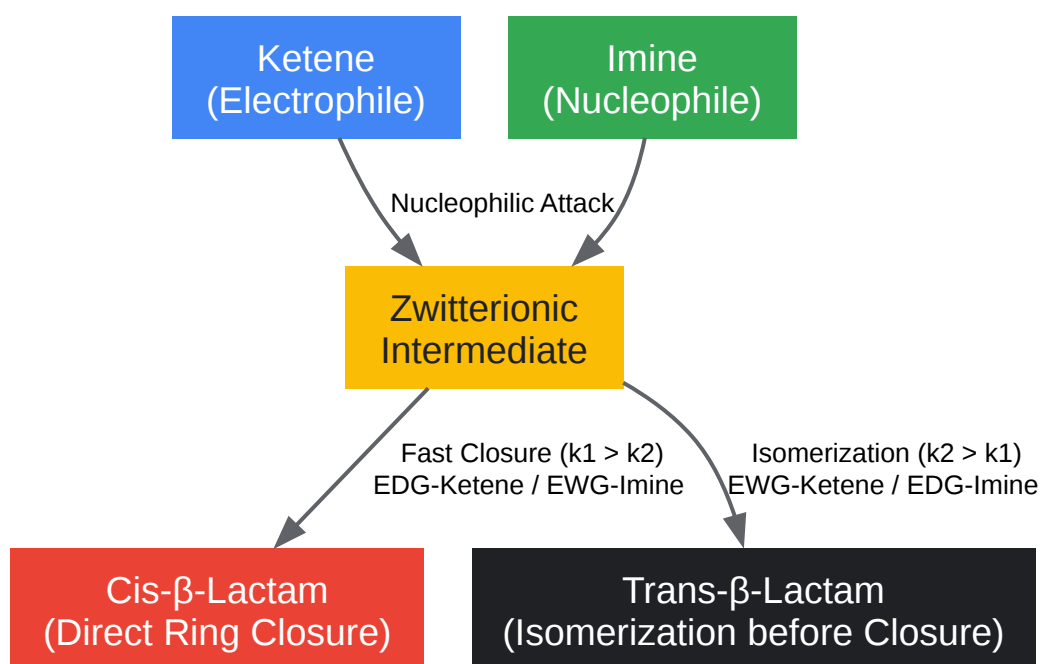 Ketene
(Electrophile)
Imine
(Nucleophile)
Nucleophilic Attack
Zwitterionic
Intermediate
Fast Closure (k1 > k2)
EDG-Ketene / EWG-Imine
Isomerization (k2 > k1)
EWG-Ketene / EDG-Imine
Cis-β-Lactam
(Direct Ring Closure)
Trans-β-Lactam
(Isomerization before Closure)